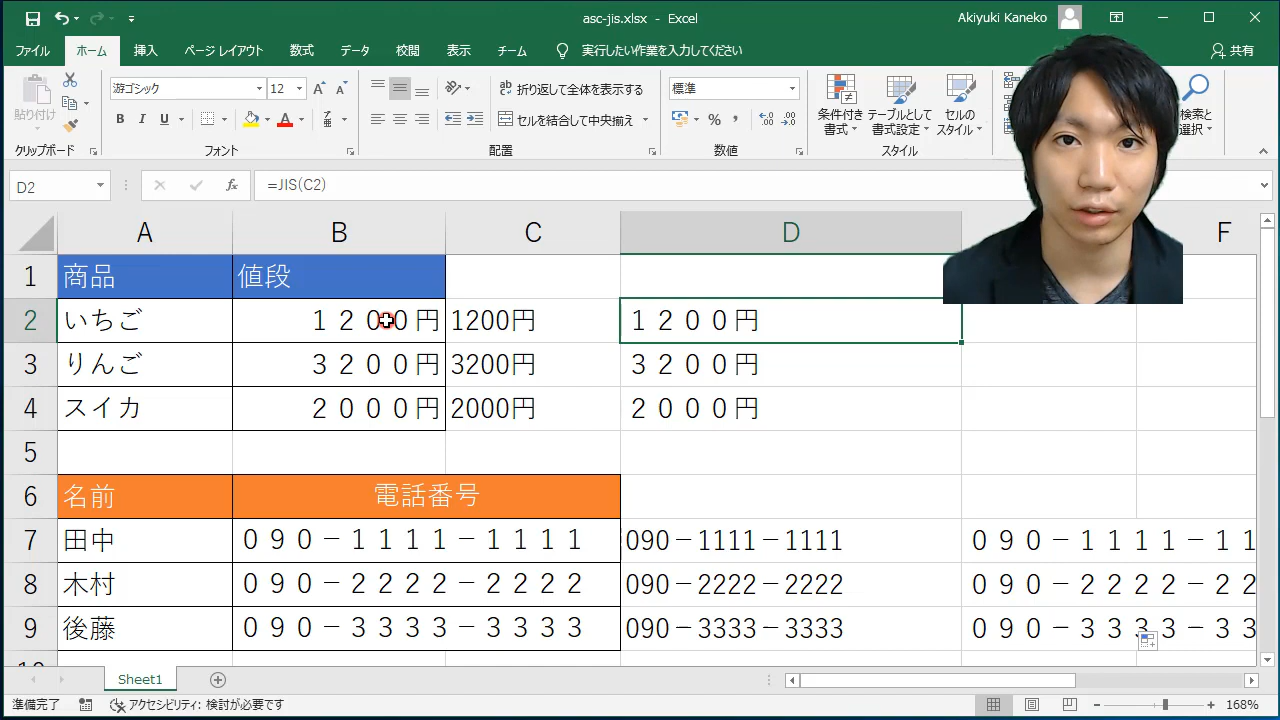 asc-jis.xlsx - Excel
Akiyuki Kaneko
ファイル ホーム 挿入 ページ レイアウト 数式 データ 校閲 表示 チーム 実行したい作業を入力してください 共有
貼り付け
クリップボード
游ゴシック 12
B I U A
フォント
折り返して全体を表示する
セルを結合して中央揃え
配置
標準
%
数値
条件付き書式
テーブルとして書式設定
セルのスタイル
スタイル
検索と
選択
D2 fx =JIS(C2)
A B C D F
1 商品 値段
2 いちご １２００円 1200円 １２００円
3 りんご ３２００円 3200円 ３２００円
4 スイカ ２０００円 2000円 ２０００円
5
6 名前 電話番号
7 田中 ０９０－１１１１－１１１１ 090－1111－1111 ０９０－１１１１－１１
8 木村 ０９０－２２２２－２２２２ 090－2222－2222 ０９０－２２２２－２２
9 後藤 ０９０－３３３３－３３３３ 090－3333－3333 ０９０－３３３３－３３
Sheet1
準備完了 アクセシビリティ: 検討が必要です 168%